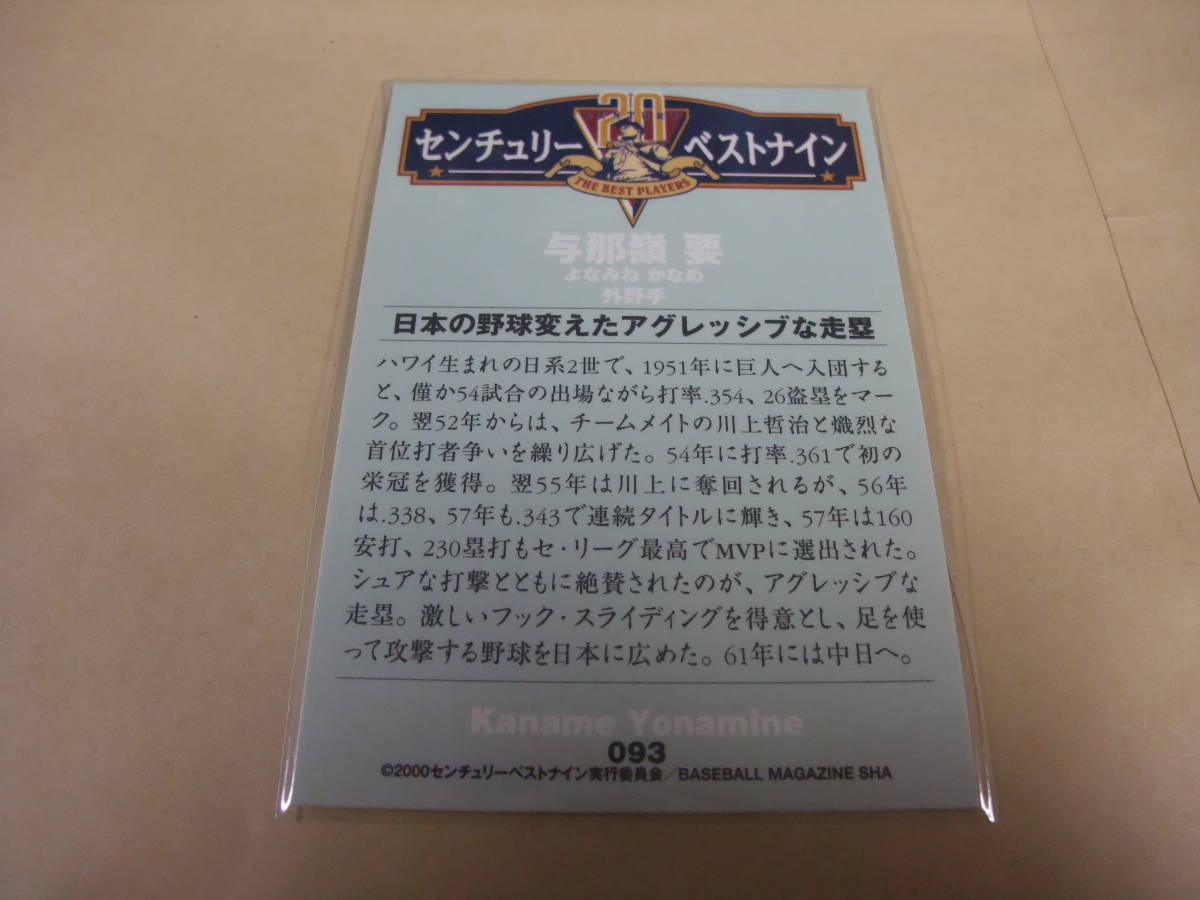 20
CENTURY
センチュリー ベストナイン
THE BEST PLAYERS
与那嶺 要
よなみね かなめ
外野手
日本の野球変えたアグレッシブな走塁
ハワイ生まれの日系2世で、1951年に巨人へ入団する
と、僅か54試合の出場ながら打率.354、26盗塁をマー
ク。翌52年からは、チームメイトの川上哲治と熾烈な
首位打者争いを繰り広げた。54年に打率.361で初の
栄冠を獲得。翌55年は川上に奪回されるが、56年
は.338、57年も.343で連続タイトルに輝き、57年は160
安打、230塁打もセ・リーグ最高でMVPに選出された。
シュアな打撃とともに絶賛されたのが、アグレッシブな
走塁。激しいフック・スライディングを得意とし、足を使
って攻撃する野球を日本に広めた。61年には中日へ。
Kaname Yonamine
093
©2000センチュリーベストナイン実行委員会/BASEBALL MAGAZINE SHA